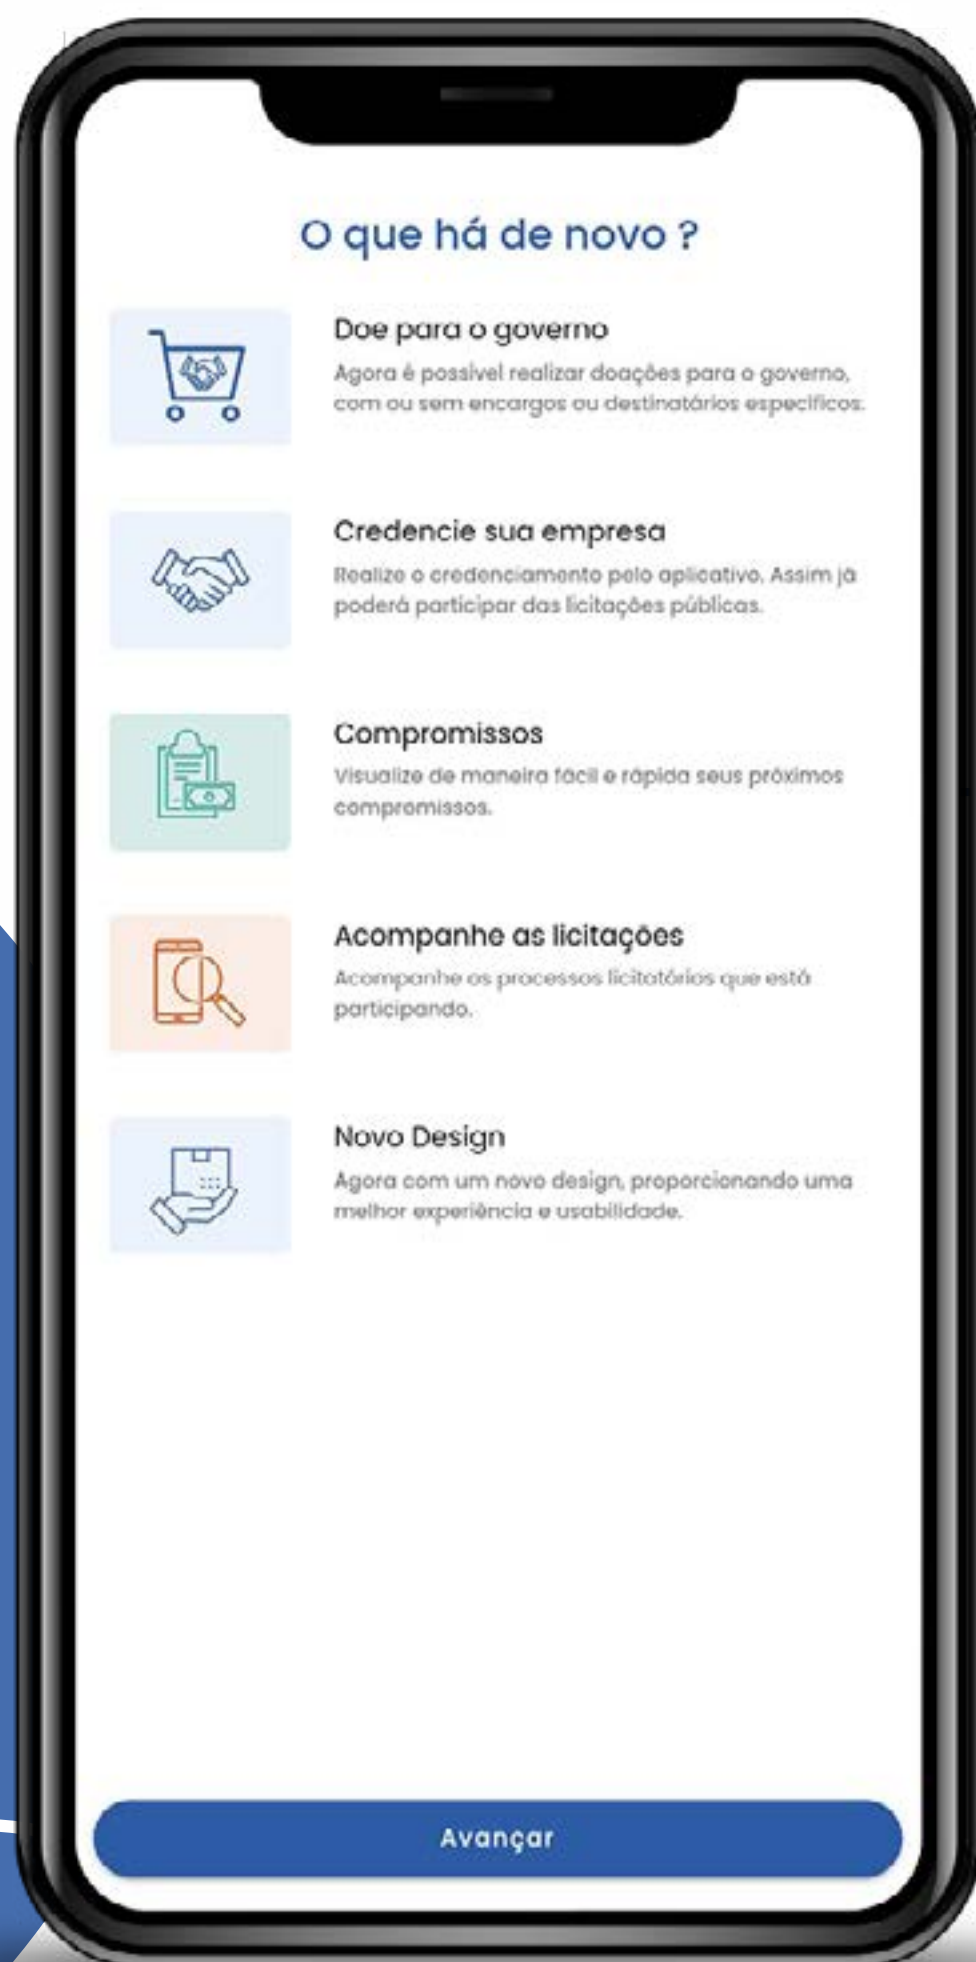 O que há de novo ?
Doe para o governo
Agora é possível realizar doações para o governo,
com ou sem encargos ou destinatários específicos.
Credencie sua empresa
Realize o credenciamento pelo aplicativo. Assim já
poderá participar das licitações públicas.
Compromissos
Visualize de maneira fácil e rápida seus próximos
compromissos.
Acompanhe as licitações
Acompanhe os processos licitatórios que está
participando.
Novo Design
Agora com um novo design, proporcionando uma
melhor experiência e usabilidade.
Avançar